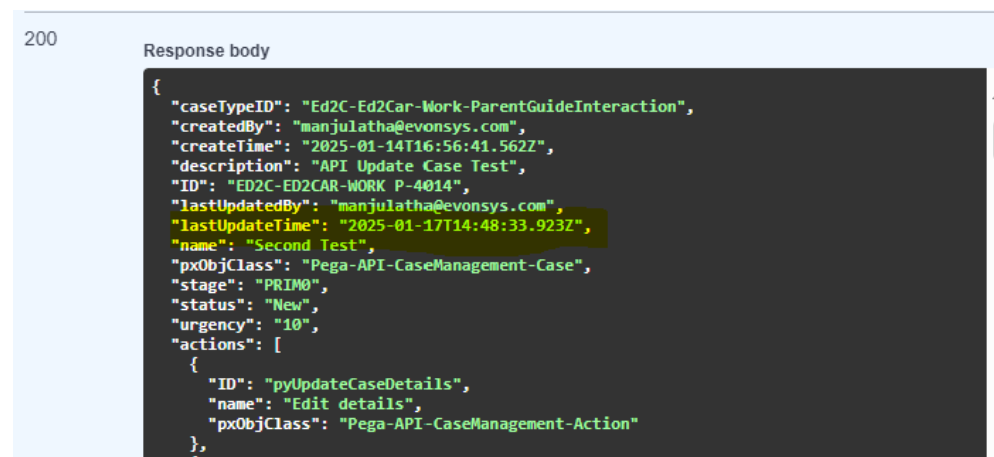 200
Response body
{
"caseTypeID": "Ed2C-Ed2Car-Work-ParentGuideInteraction",
"createdBy": "manjulatha@evonsys.com",
"createTime": "2025-01-14T16:56:41.562Z",
"description": "API Update Case Test",
"ID": "ED2C-ED2CAR-WORK P-4014",
"lastUpdatedBy": "manjulatha@evonsys.com",
"lastUpdateTime": "2025-01-17T14:48:33.923Z",
"name": "Second Test",
"pxObjClass": "Pega-API-CaseManagement-Case",
"stage": "PRIM0",
"status": "New",
"urgency": "10",
"actions": [
{
"ID": "pyUpdateCaseDetails",
"name": "Edit details",
"pxObjClass": "Pega-API-CaseManagement-Action"
},